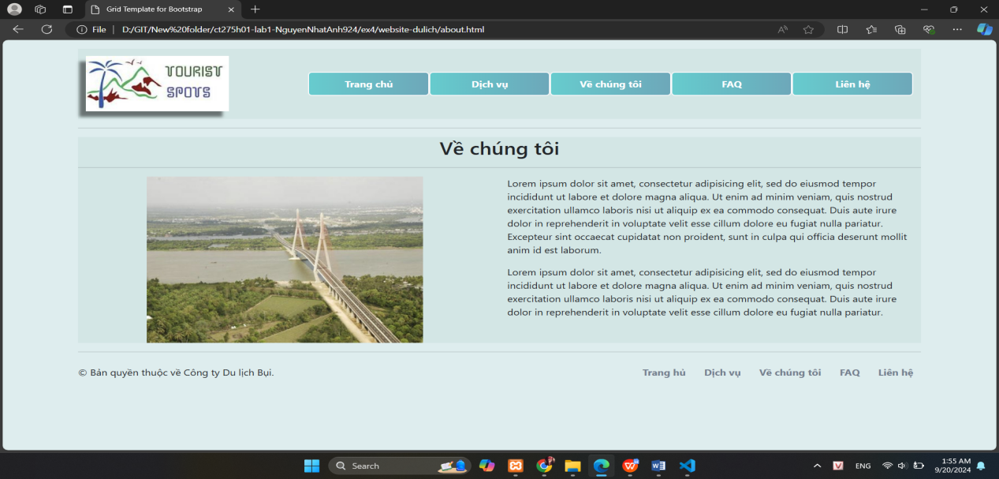 Grid Template for Bootstrap
File | D:/GIT/New%20folder/ct275h01-lab1-NguyenNhatAnh924/ex4/website-dulich/about.html
TOURIST
SPOTS
Trang chủ Dịch vụ Về chúng tôi FAQ Liên hệ
Về chúng tôi
Lorem ipsum dolor sit amet, consectetur adipisicing elit, sed do eiusmod tempor
incididunt ut labore et dolore magna aliqua. Ut enim ad minim veniam, quis nostrud
exercitation ullamco laboris nisi ut aliquip ex ea commodo consequat. Duis aute irure
dolor in reprehenderit in voluptate velit esse cillum dolore eu fugiat nulla pariatur.
Excepteur sint occaecat cupidatat non proident, sunt in culpa qui officia deserunt mollit
anim id est laborum.
Lorem ipsum dolor sit amet, consectetur adipisicing elit, sed do eiusmod tempor
incididunt ut labore et dolore magna aliqua. Ut enim ad minim veniam, quis nostrud
exercitation ullamco laboris nisi ut aliquip ex ea commodo consequat. Duis aute irure
dolor in reprehenderit in voluptate velit esse cillum dolore eu fugiat nulla pariatur.
© Bản quyền thuộc về Công ty Du lịch Bụi.
Trang hủ Dịch vụ Về chúng tôi FAQ Liên hệ
Search
ENG
1:55 AM
9/20/2024